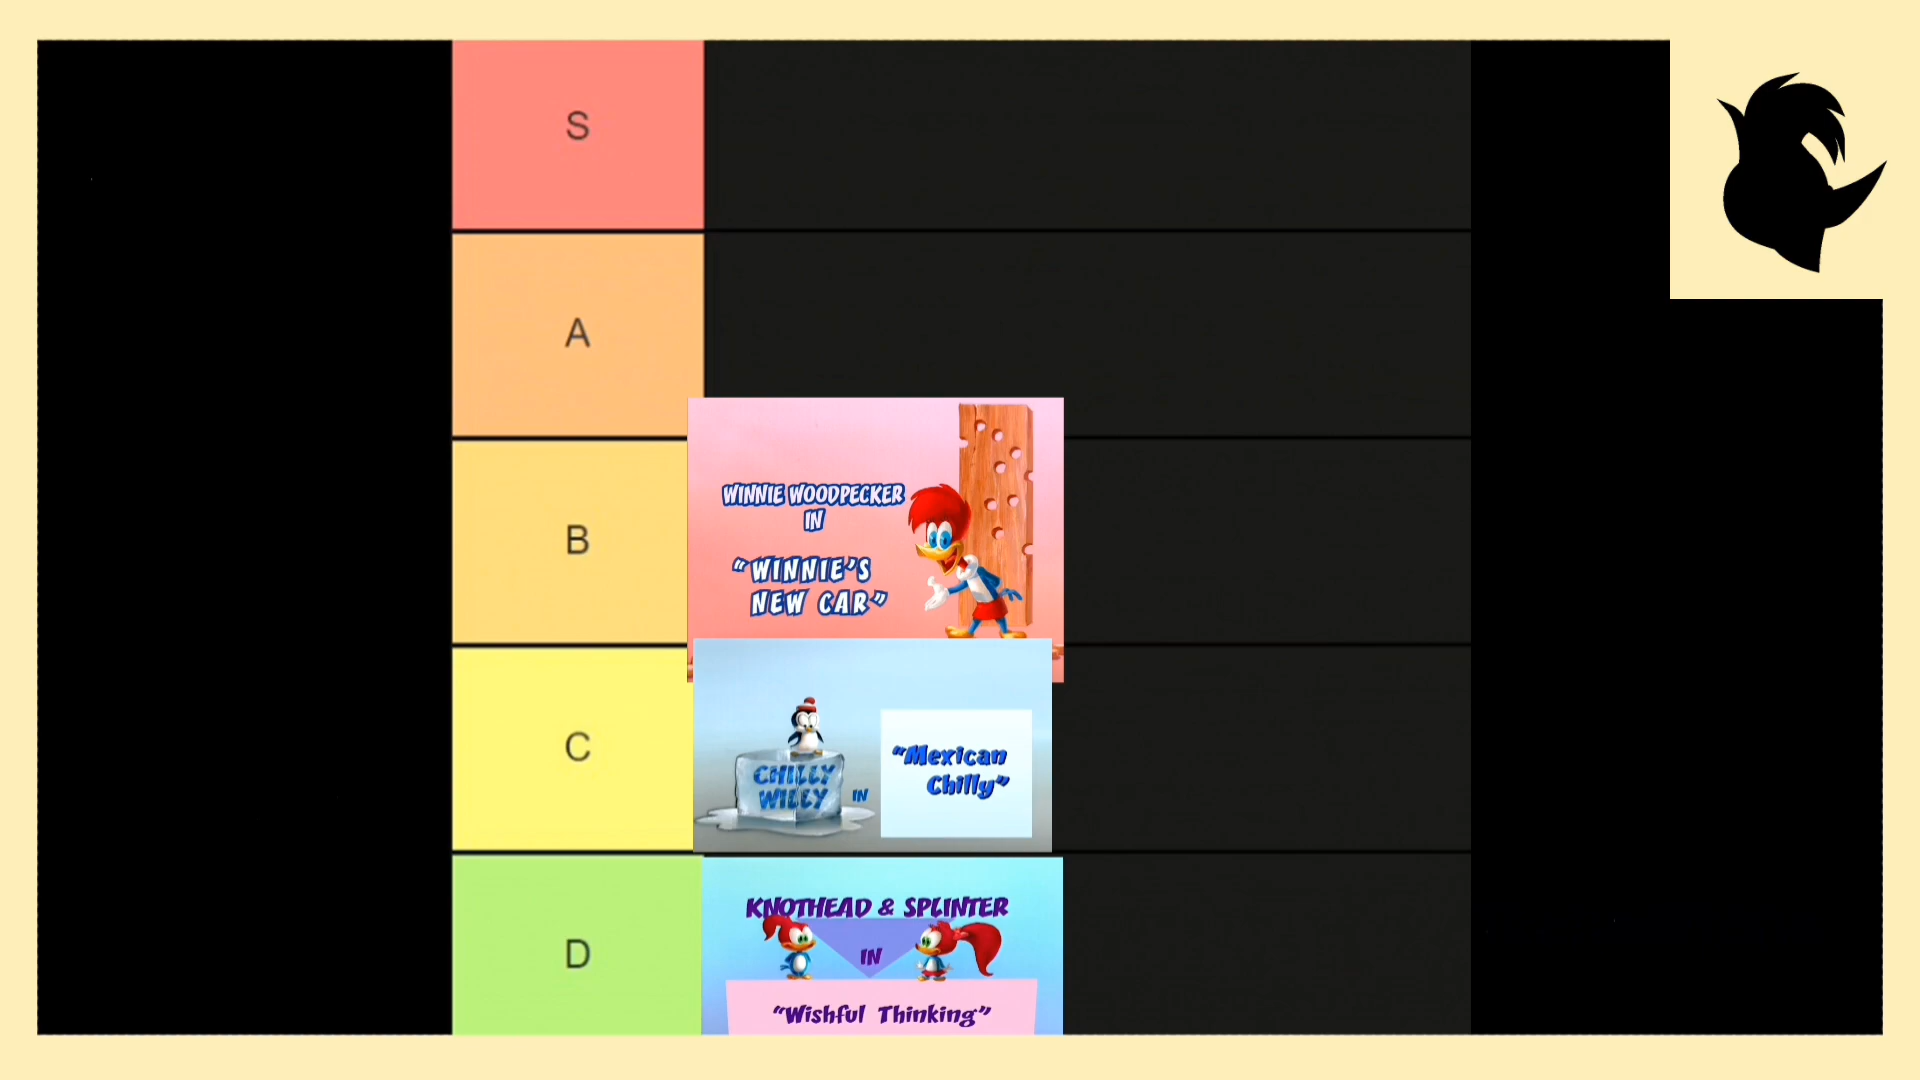 S
A
B
WINNIE WOODPECKER
IN
“WINNIE’S
NEW CAR”
C
CHILLY
WILLY IN
“Mexican
Chilly”
D
KNOTHEAD & SPLINTER
IN
“Wishful Thinking”